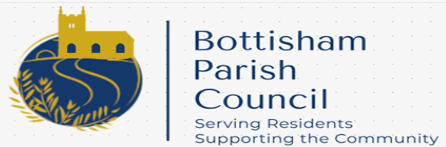 Bottisham
Parish
Council
Serving Residents
Supporting the Community